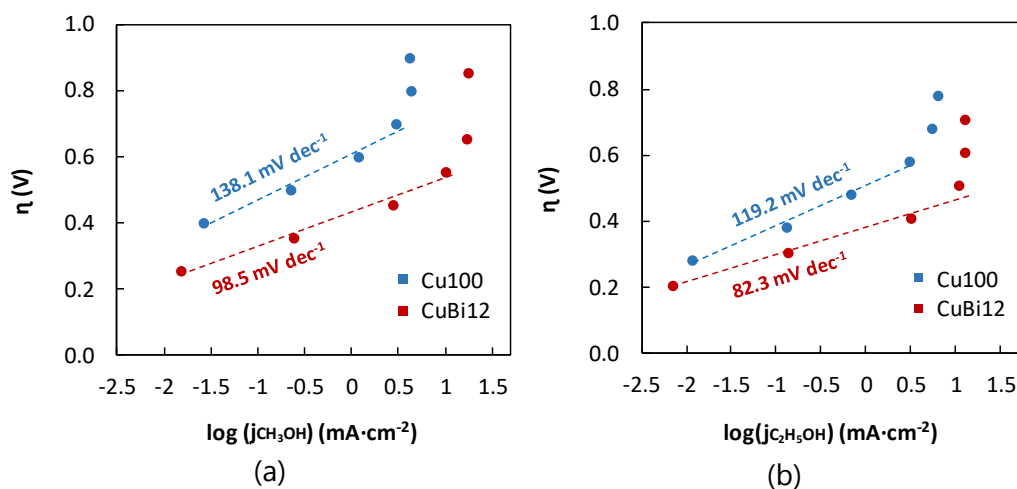 1.0
0.8
0.6
0.4
0.2
0.0
η (V)
138.1 mV dec⁻¹
98.5 mV dec⁻¹
Cu100
CuBi12
-2.5 -2 -1.5 -1 -0.5 0 0.5 1 1.5
log (jCH₃OH) (mA·cm⁻²)
(a)
1.0
0.8
0.6
0.4
0.2
0.0
η (V)
119.2 mV dec⁻¹
82.3 mV dec⁻¹
Cu100
CuBi12
-2.5 -2 -1.5 -1 -0.5 0 0.5 1 1.5
log(jC₂H₅OH) (mA·cm⁻²)
(b)